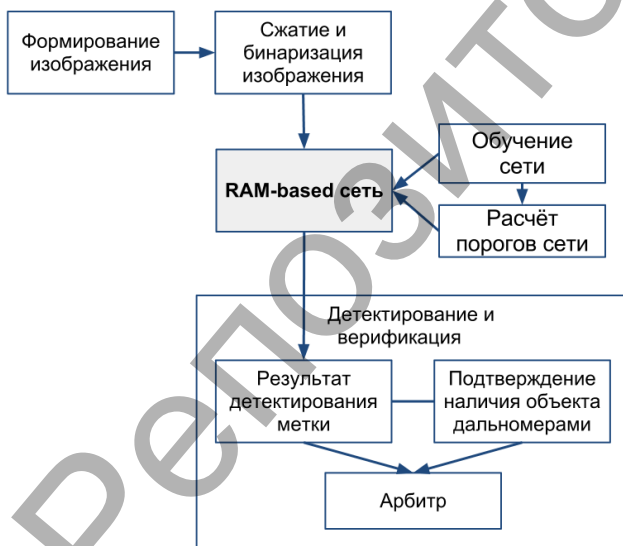 Формирование
изображения
Сжатие и
бинаризация
изображения
RAM-based сеть
Обучение
сети
Расчёт
порогов сети
Детектирование и
верификация
Результат
детектирования
метки
Подтверждение
наличия объекта
дальномерами
Арбитр
Репозито